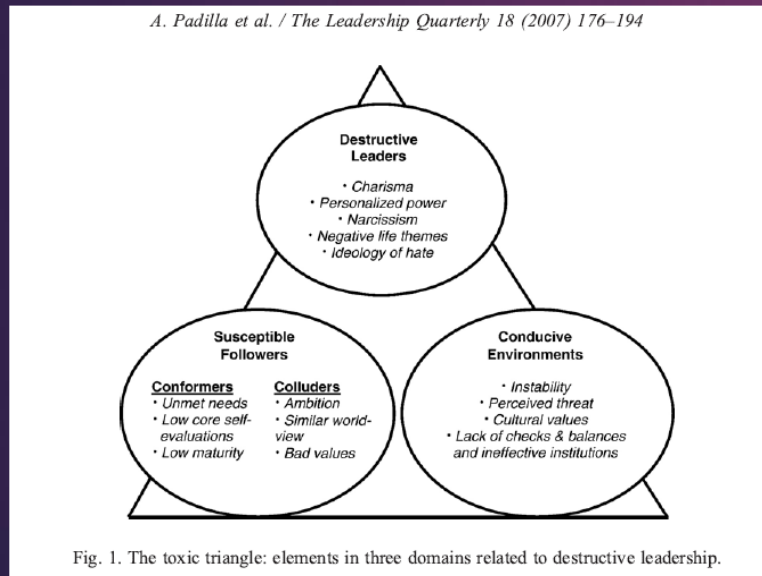 A. Padilla et al. / The Leadership Quarterly 18 (2007) 176–194
Destructive
Leaders
· Charisma
· Personalized power
· Narcissism
· Negative life themes
· Ideology of hate
Susceptible
Followers
Conformers
· Unmet needs
· Low core self-
evaluations
· Low maturity
Colluders
· Ambition
· Similar world-
view
· Bad values
Conducive
Environments
· Instability
· Perceived threat
· Cultural values
· Lack of checks & balances
and ineffective institutions
Fig. 1. The toxic triangle: elements in three domains related to destructive leadership.